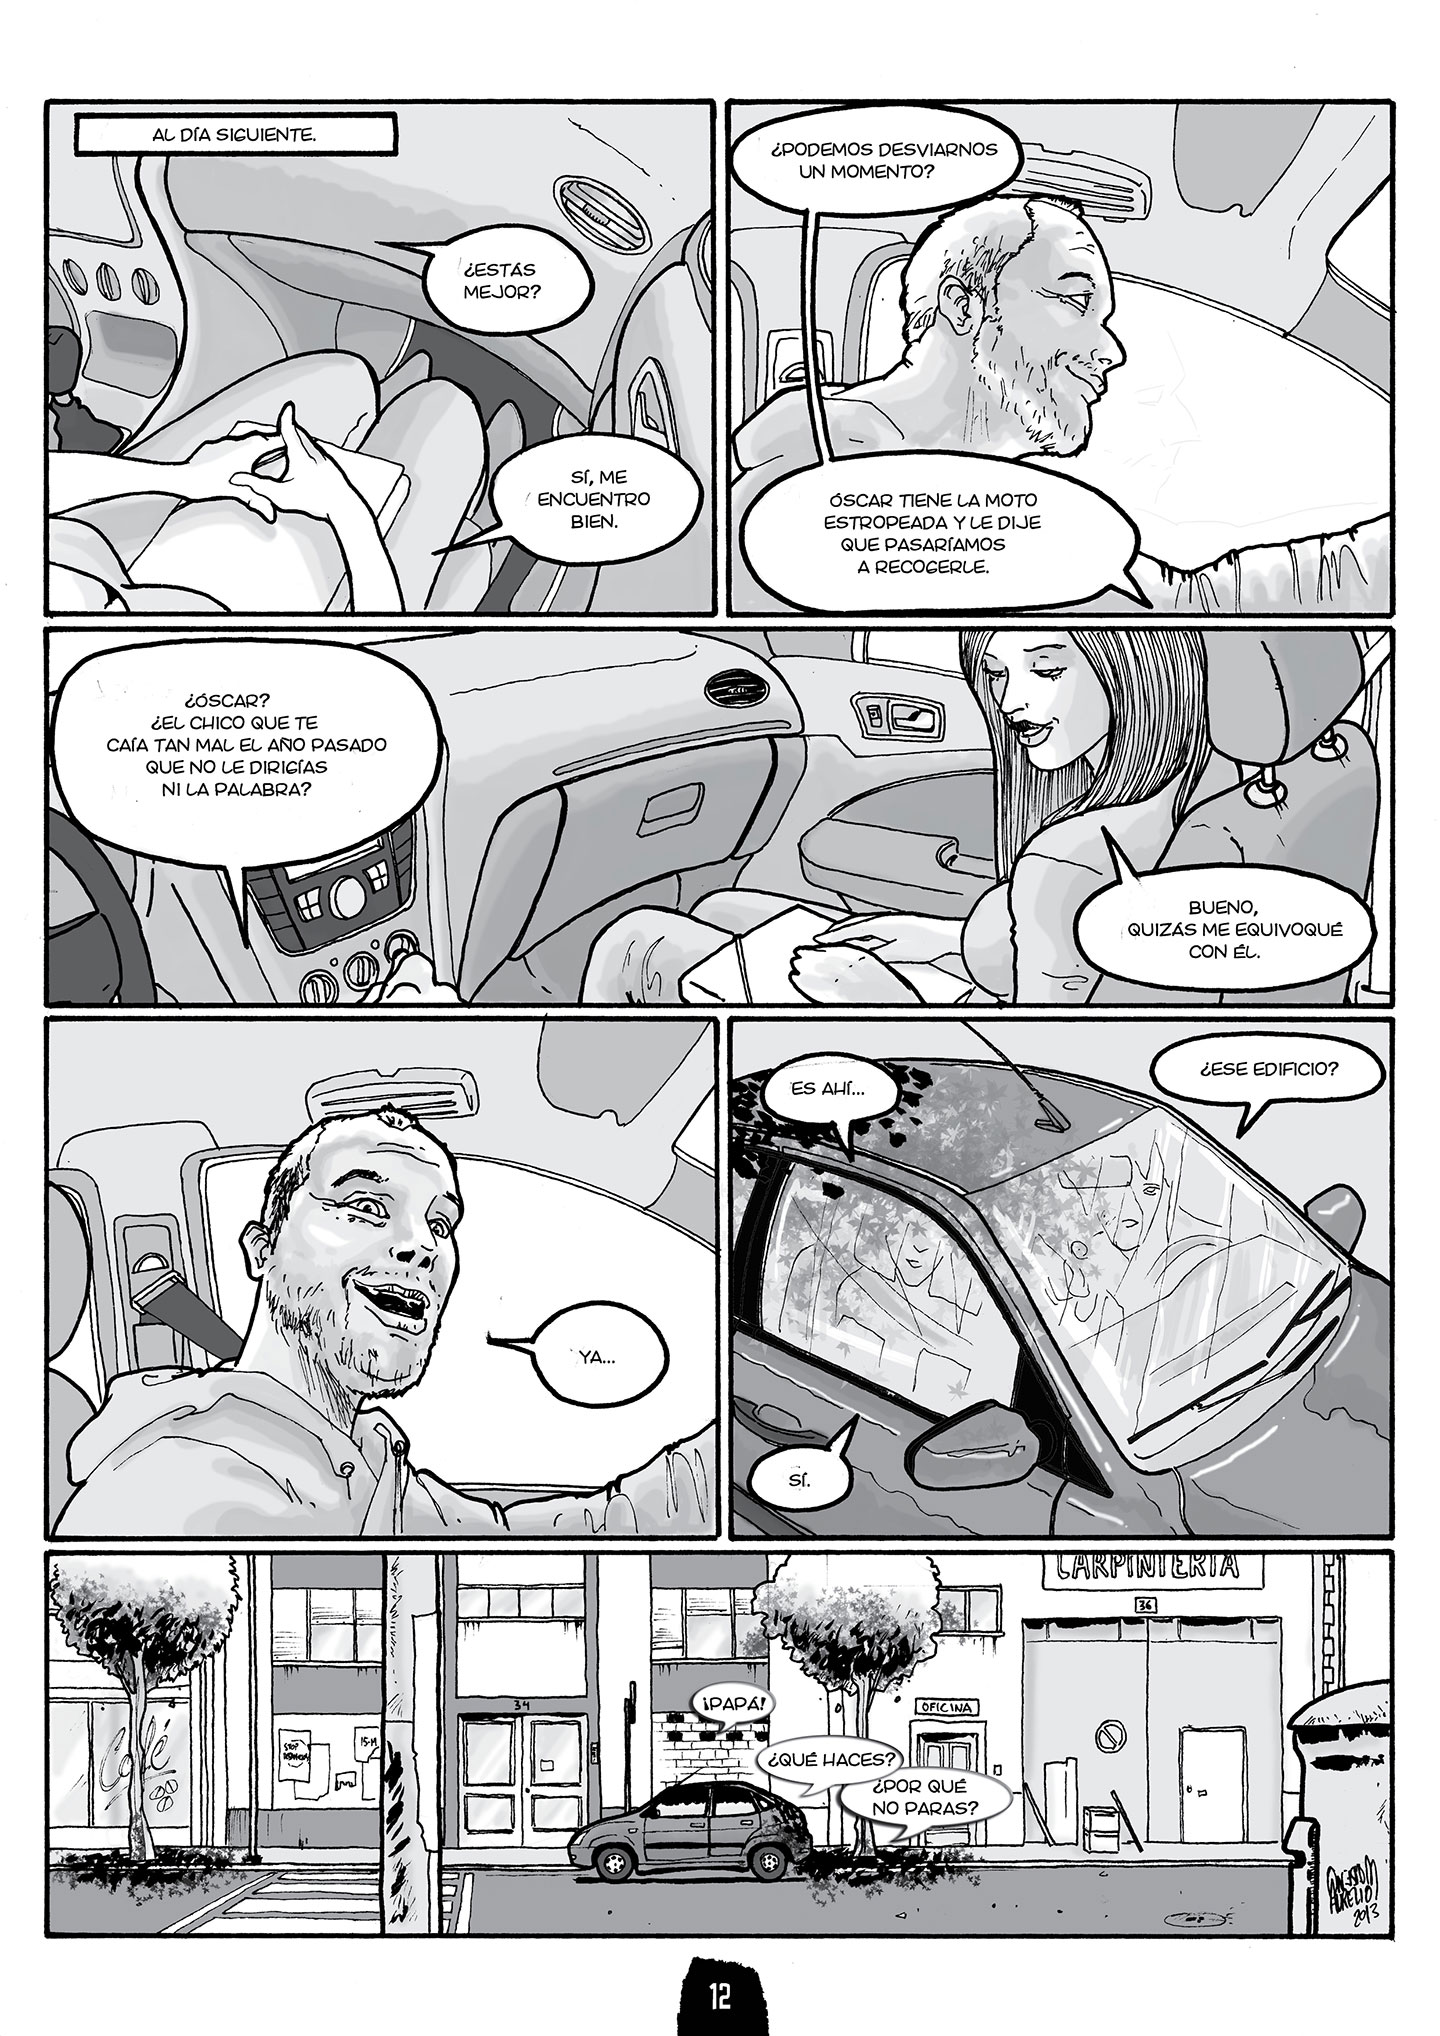 AL DÍA SIGUIENTE.
¿ESTÁS
MEJOR?
SÍ, ME
ENCUENTRO
BIEN.
¿PODEMOS DESVIARNOS
UN MOMENTO?
ÓSCAR TIENE LA MOTO
ESTROPEADA Y LE DIJE
QUE PASARÍAMOS
A RECOGERLE.
¿ÓSCAR?
¿EL CHICO QUE TE
CAÍA TAN MAL EL AÑO PASADO
QUE NO LE DIRIGÍAS
NI LA PALABRA?
BUENO,
QUIZÁS ME EQUIVOQUÉ
CON ÉL.
YA...
ES AHÍ...
¿ESE EDIFICIO?
SÍ.
CARPINTERIA
36
34
OFICINA
¡PAPÁ!
¿QUÉ HACES?
¿POR QUÉ
NO PARAS?
STOP
15-M
Café
AURELIO
2013
12